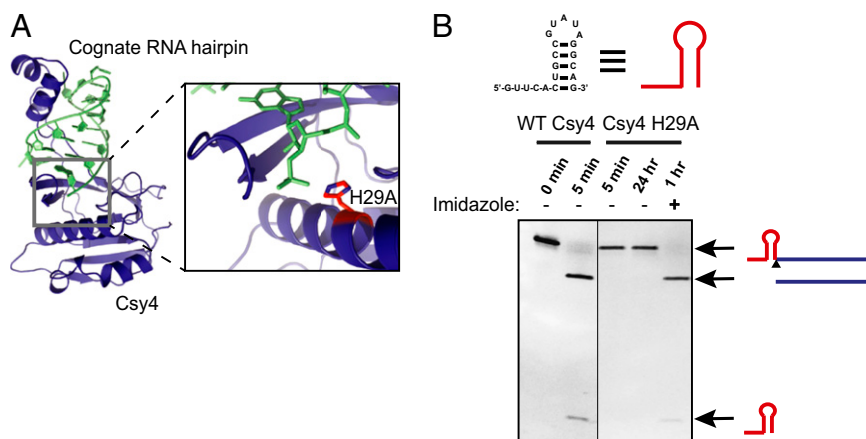 A
Cognate RNA hairpin
H29A
Csy4
B
U A
U U
G A
C G
C G
G C
U A
5'-G-U-U-C-A-C G-3'
WT Csy4 Csy4 H29A
0 min 5 min 5 min 24 hr 1 hr
Imidazole: - - - - +